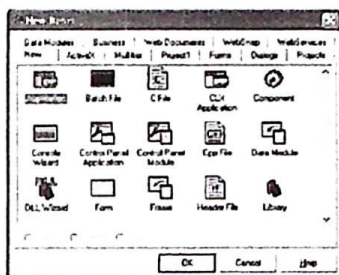 New Items
Data Modules Business WebDocuments WebSnap WebServices
New ActiveX Multitier Project1 Forms Dialogs Projects
Batch File C File CLX Application Component
Console Wizard Control Panel Application Control Panel Module Cpp File Data Module
DLL Wizard Form Frame Header File Library
OK Cancel Help